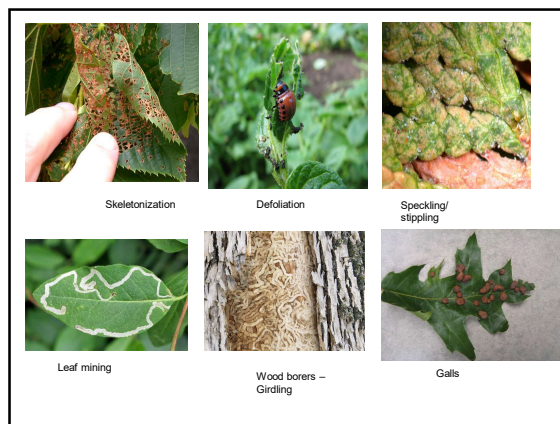 Skeletonization
Defoliation
Speckling/
stippling
Leaf mining
Wood borers –
Girdling
Galls